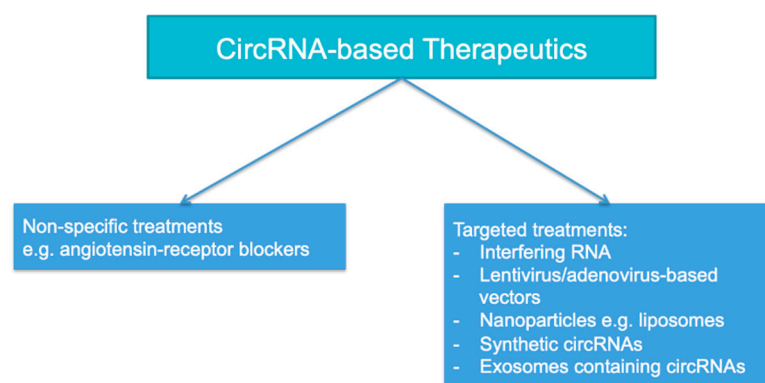 CircRNA-based Therapeutics
Non-specific treatments
e.g. angiotensin-receptor blockers
Targeted treatments:
- Interfering RNA
- Lentivirus/adenovirus-based
vectors
- Nanoparticles e.g. liposomes
- Synthetic circRNAs
- Exosomes containing circRNAs